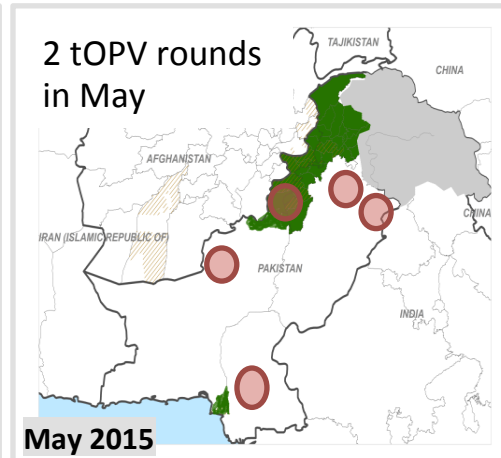 2 tOPV rounds
in May
TAJIKISTAN
CHINA
AFGHANISTAN
CHINA
IRAN (ISLAMIC REPUBLIC OF)
PAKISTAN
INDIA
May 2015